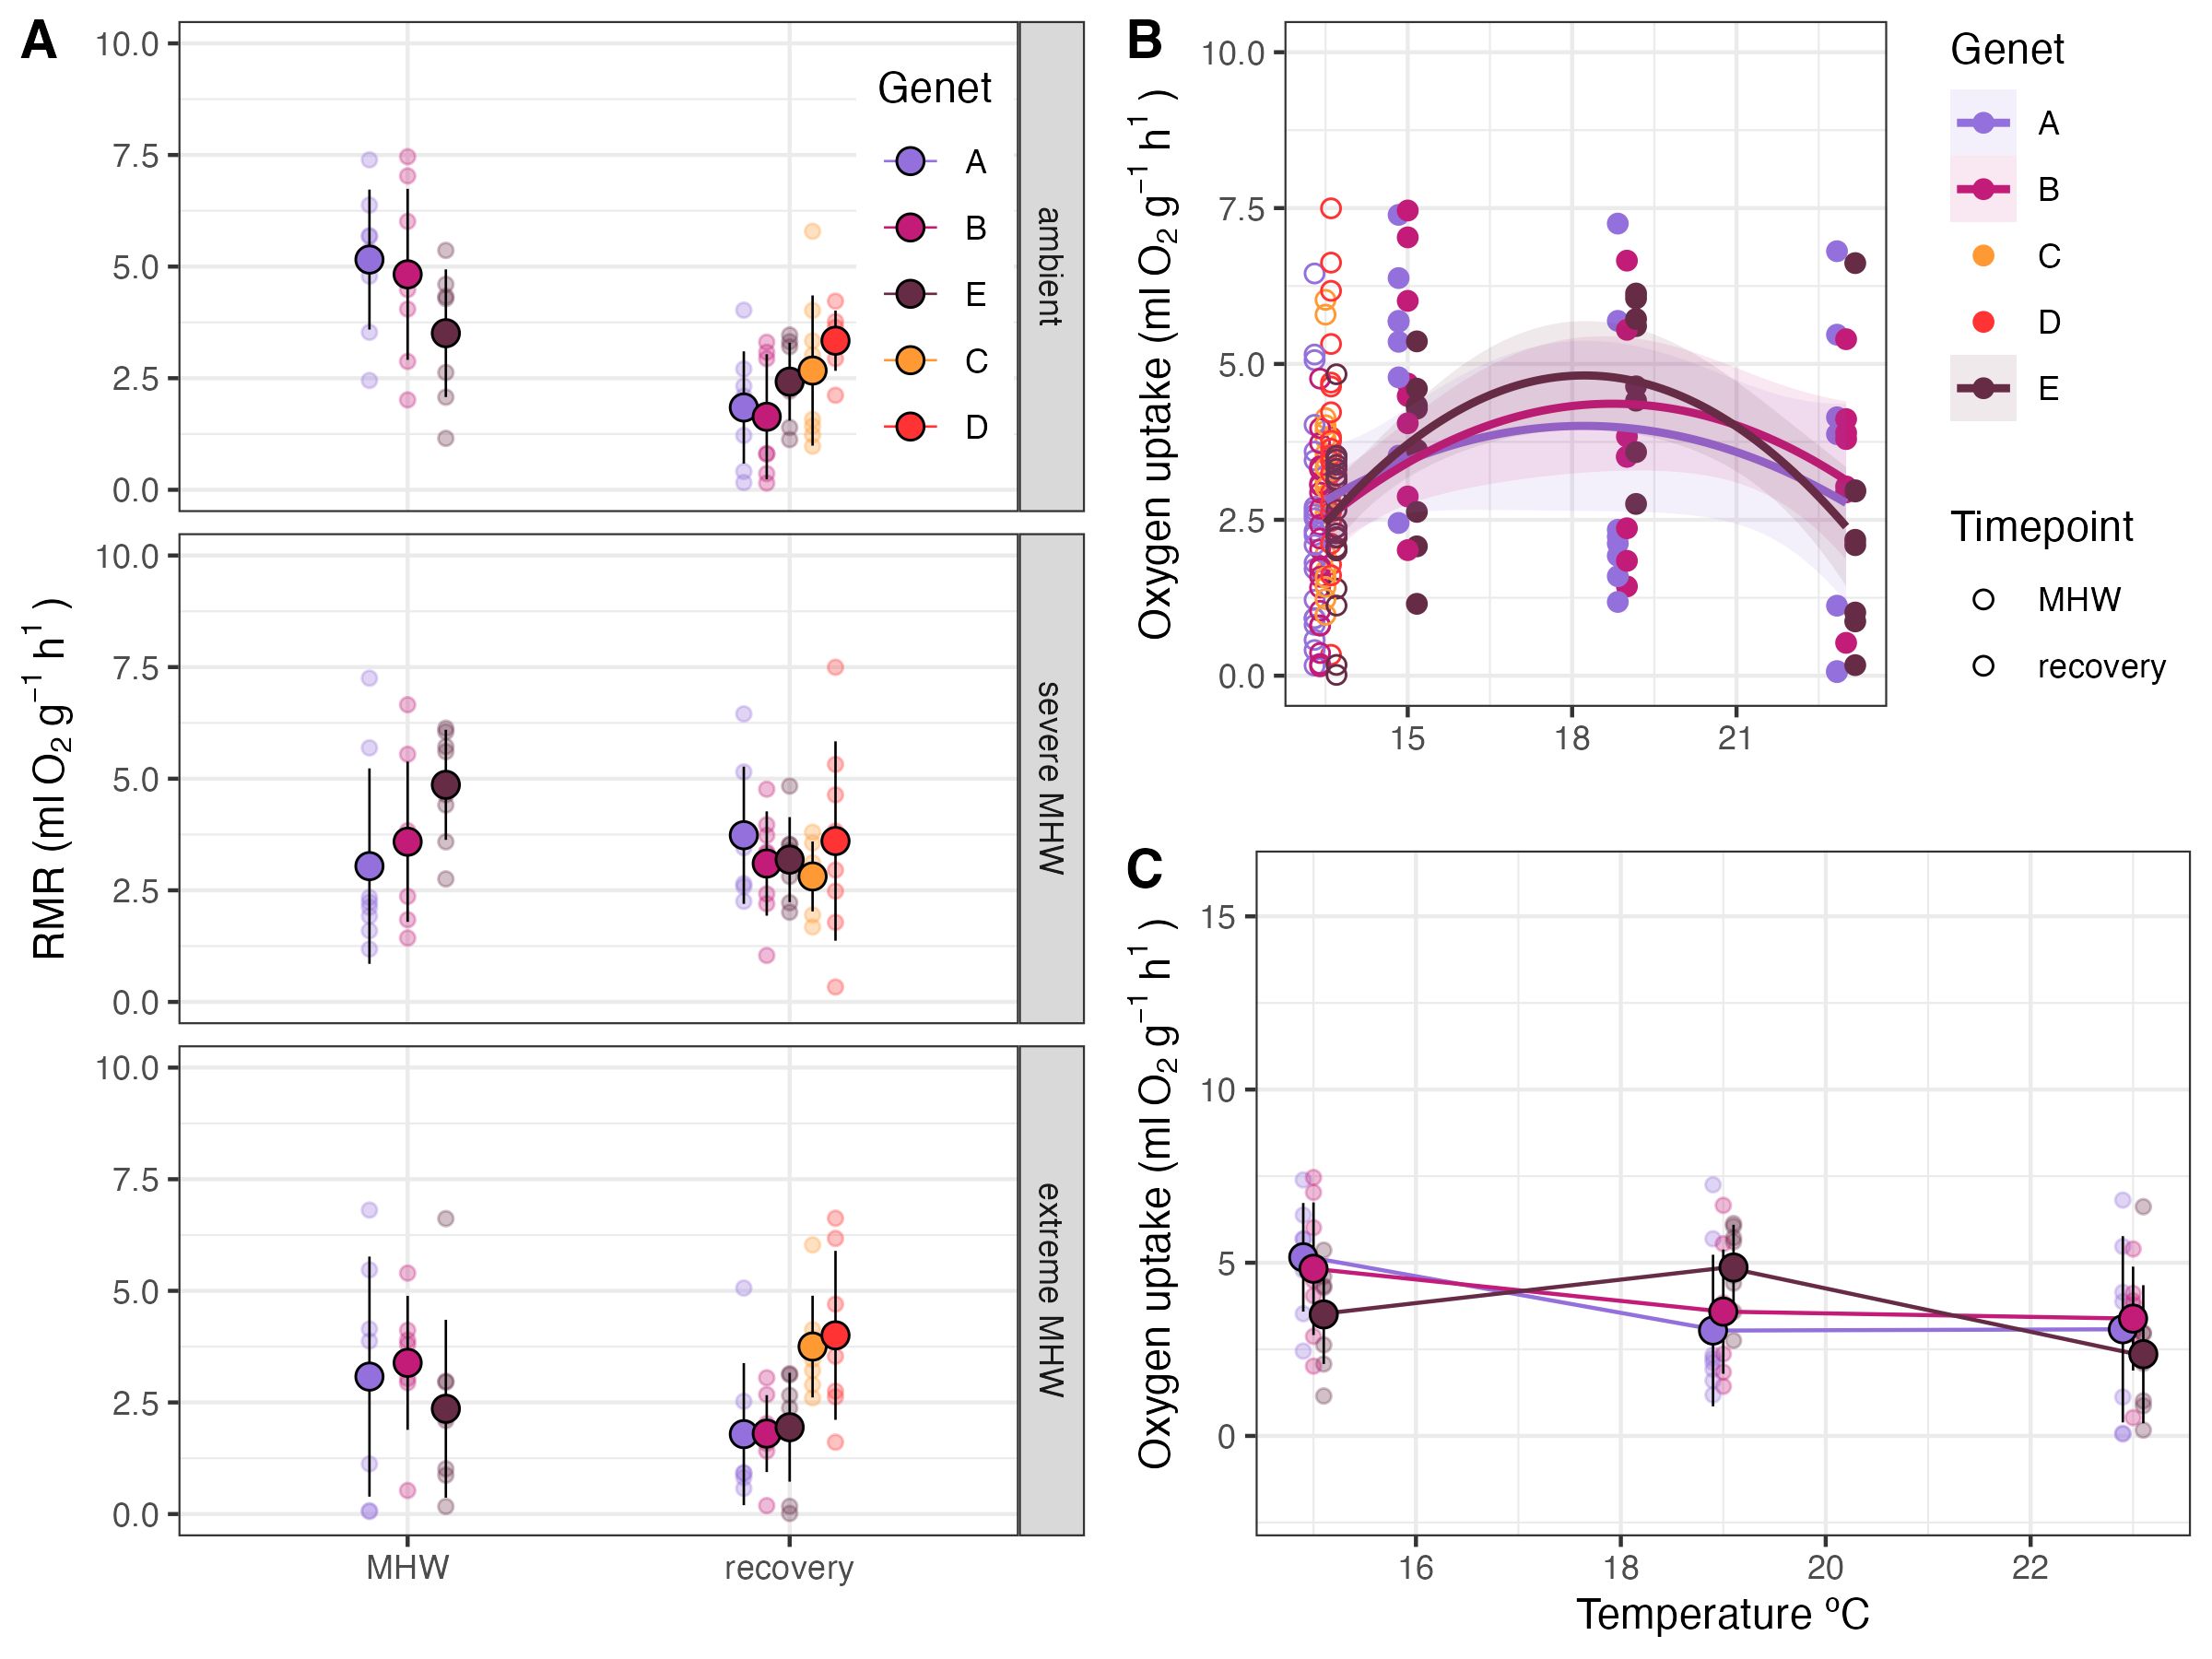 A
10.0
7.5
5.0
2.5
0.0
Genet
A
B
E
C
D
ambient
10.0
7.5
5.0
2.5
0.0
severe MHW
10.0
7.5
5.0
2.5
0.0
extreme MHW
MHW recovery
RMR (ml O₂ g⁻¹ h¹ )
B
10.0
7.5
5.0
2.5
0.0
15 18 21
Oxygen uptake (ml O₂ g⁻¹ h¹ )
Genet
A
B
C
D
E
Timepoint
MHW
recovery
C
15
10
5
0
16 18 20 22
Oxygen uptake (ml O₂ g⁻¹ h¹ )
Temperature ºC